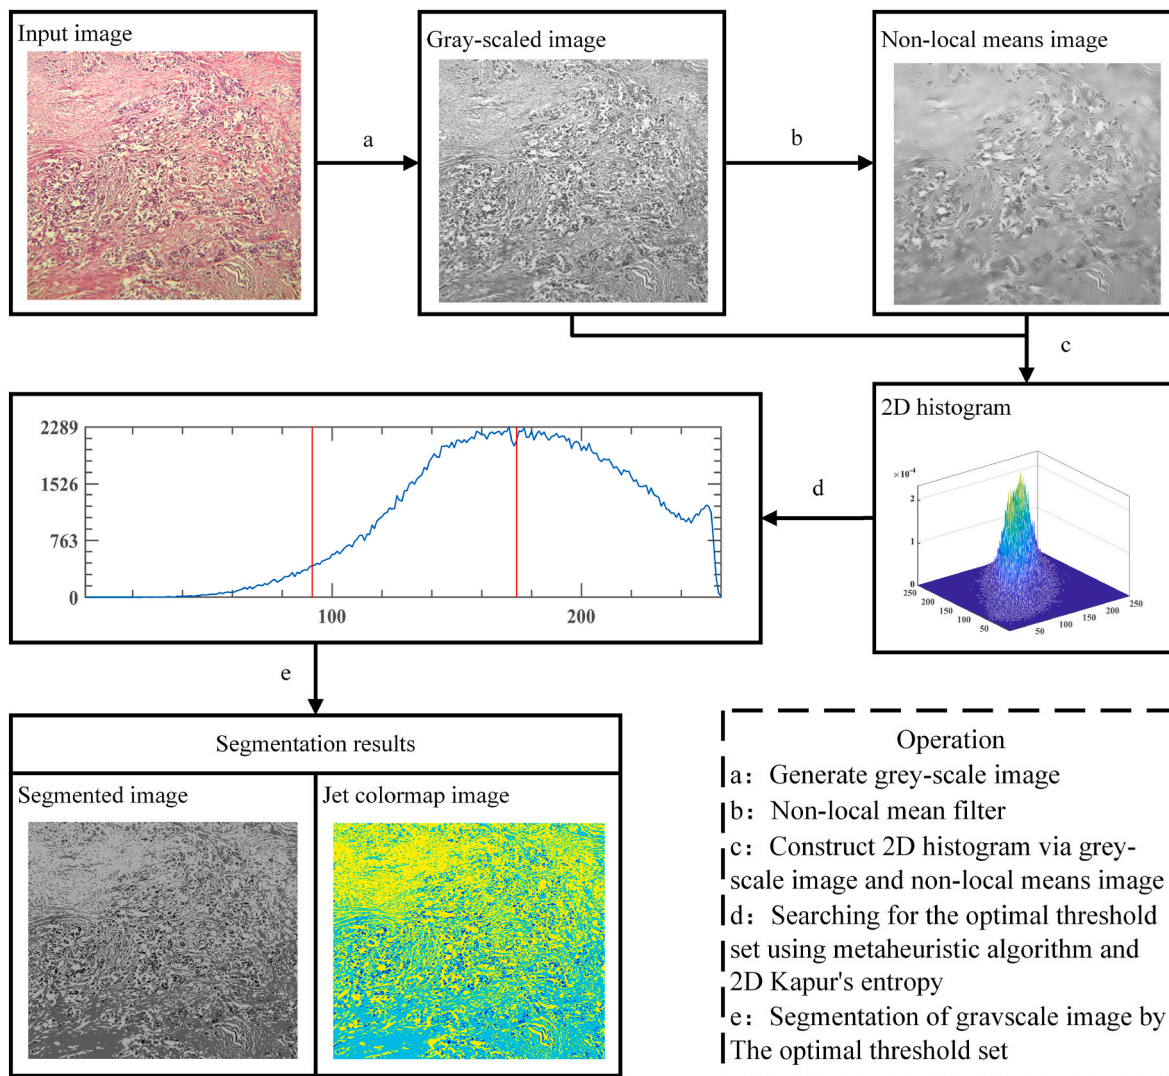 Input image
Gray-scaled image
Non-local means image
a
b
c
2D histogram
×10⁻⁴
2
1
0
250
200
150
100
50
50
100
150
200
250
d
2289
1526
763
0
100
200
e
Segmentation results
Segmented image
Jet colormap image
Operation
a: Generate grey-scale image
b: Non-local mean filter
c: Construct 2D histogram via grey-
scale image and non-local means image
d: Searching for the optimal threshold
set using metaheuristic algorithm and
2D Kapur's entropy
e: Segmentation of grayscale image by
The optimal threshold set